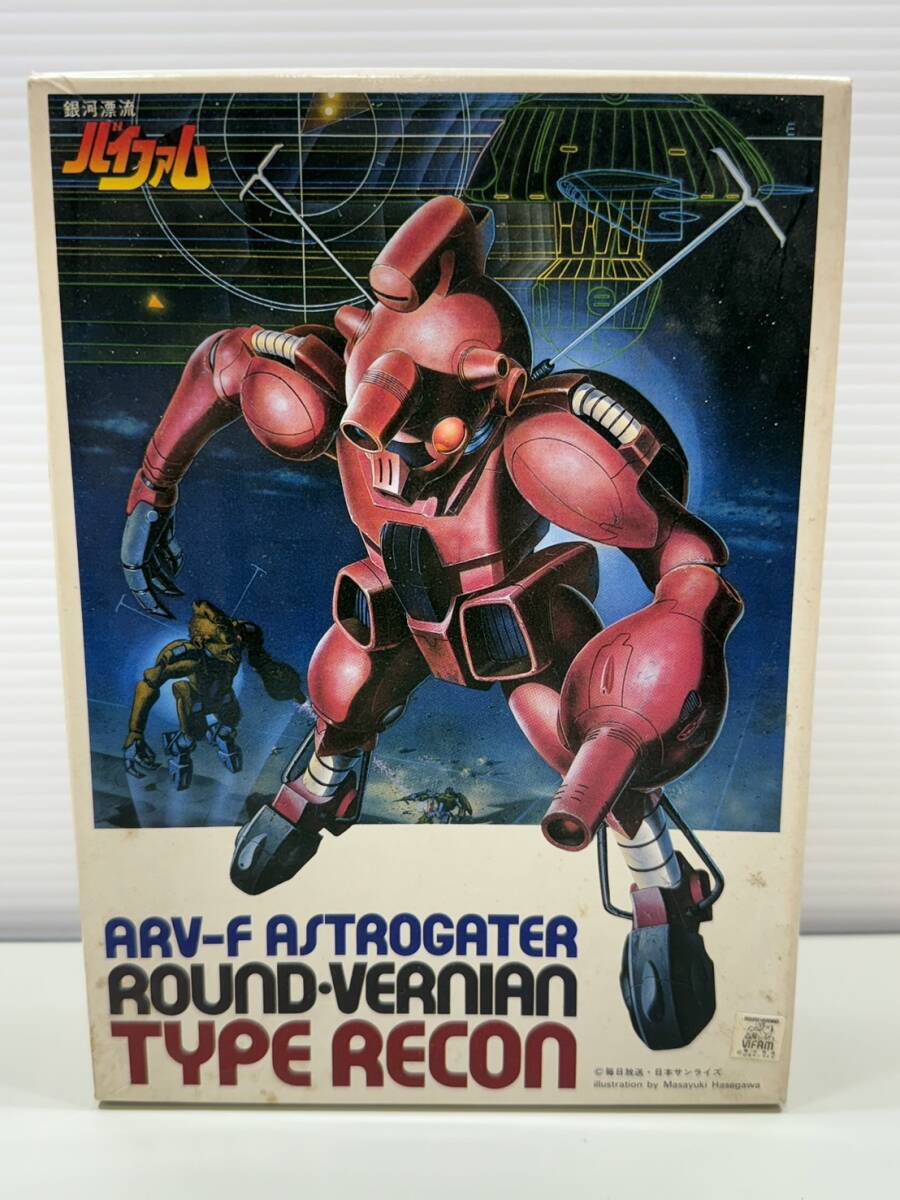 銀河漂流
バイファム
ARV-F ASTROGATER
ROUND•VERNIAN
TYPE RECON
©毎日放送・日本サンライズ
illustration by Masayuki Hasegawa
VIFAM